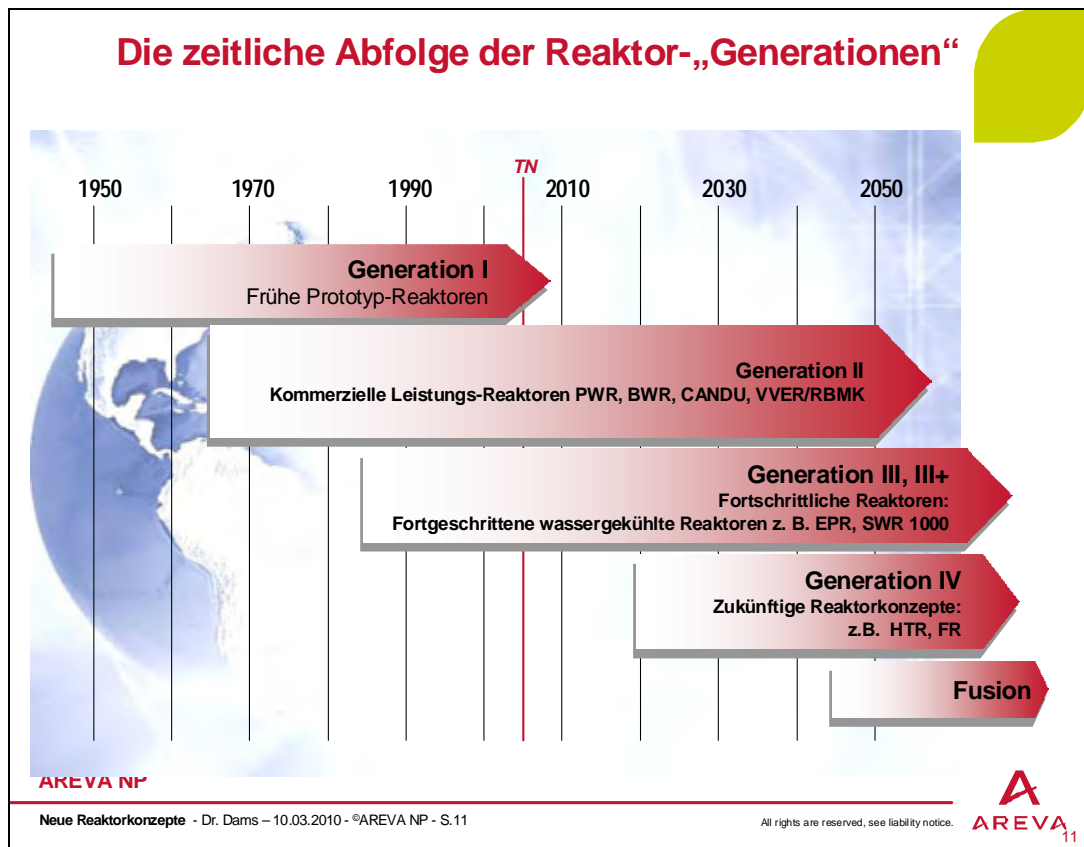 Die zeitliche Abfolge der Reaktor-„Generationen“
TN
1950 1970 1990 2010 2030 2050
Generation I
Frühe Prototyp-Reaktoren
Generation II
Kommerzielle Leistungs-Reaktoren PWR, BWR, CANDU, VVER/RBMK
Generation III, III+
Fortschrittliche Reaktoren:
Fortgeschrittene wassergekühlte Reaktoren z. B. EPR, SWR 1000
Generation IV
Zukünftige Reaktorkonzepte:
z.B. HTR, FR
Fusion
AREVA NP
Neue Reaktorkonzepte - Dr. Dams – 10.03.2010 - ©AREVA NP - S.11
All rights are reserved, see liability notice.
AREVA
11